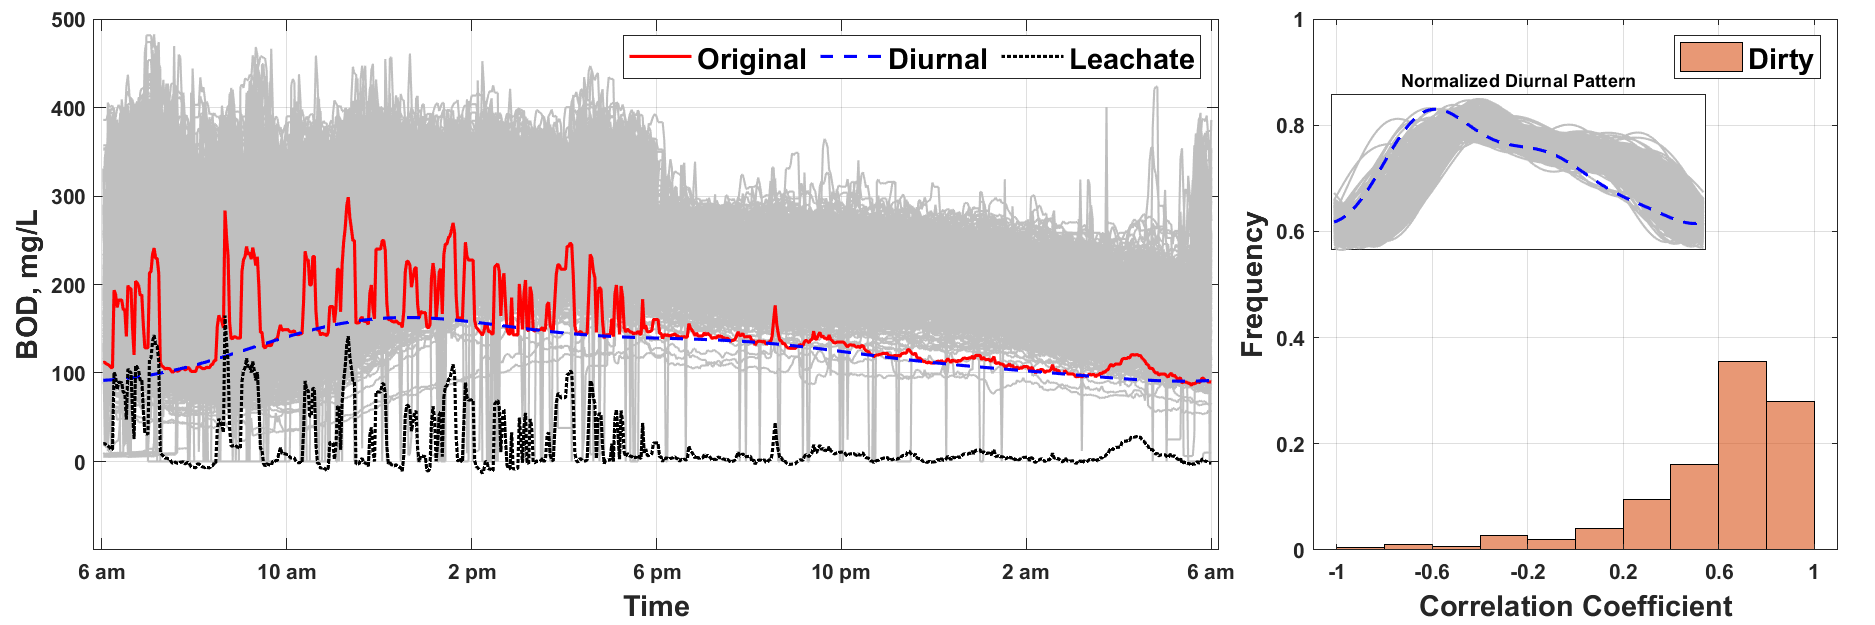 500
400
300
200
100
0
BOD, mg/L
Original Diurnal Leachate
6 am 10 am 2 pm 6 pm 10 pm 2 am 6 am
Time
1
0.8
0.6
0.4
0.2
0
Frequency
Dirty
Normalized Diurnal Pattern
-1 -0.6 -0.2 0.2 0.6 1
Correlation Coefficient